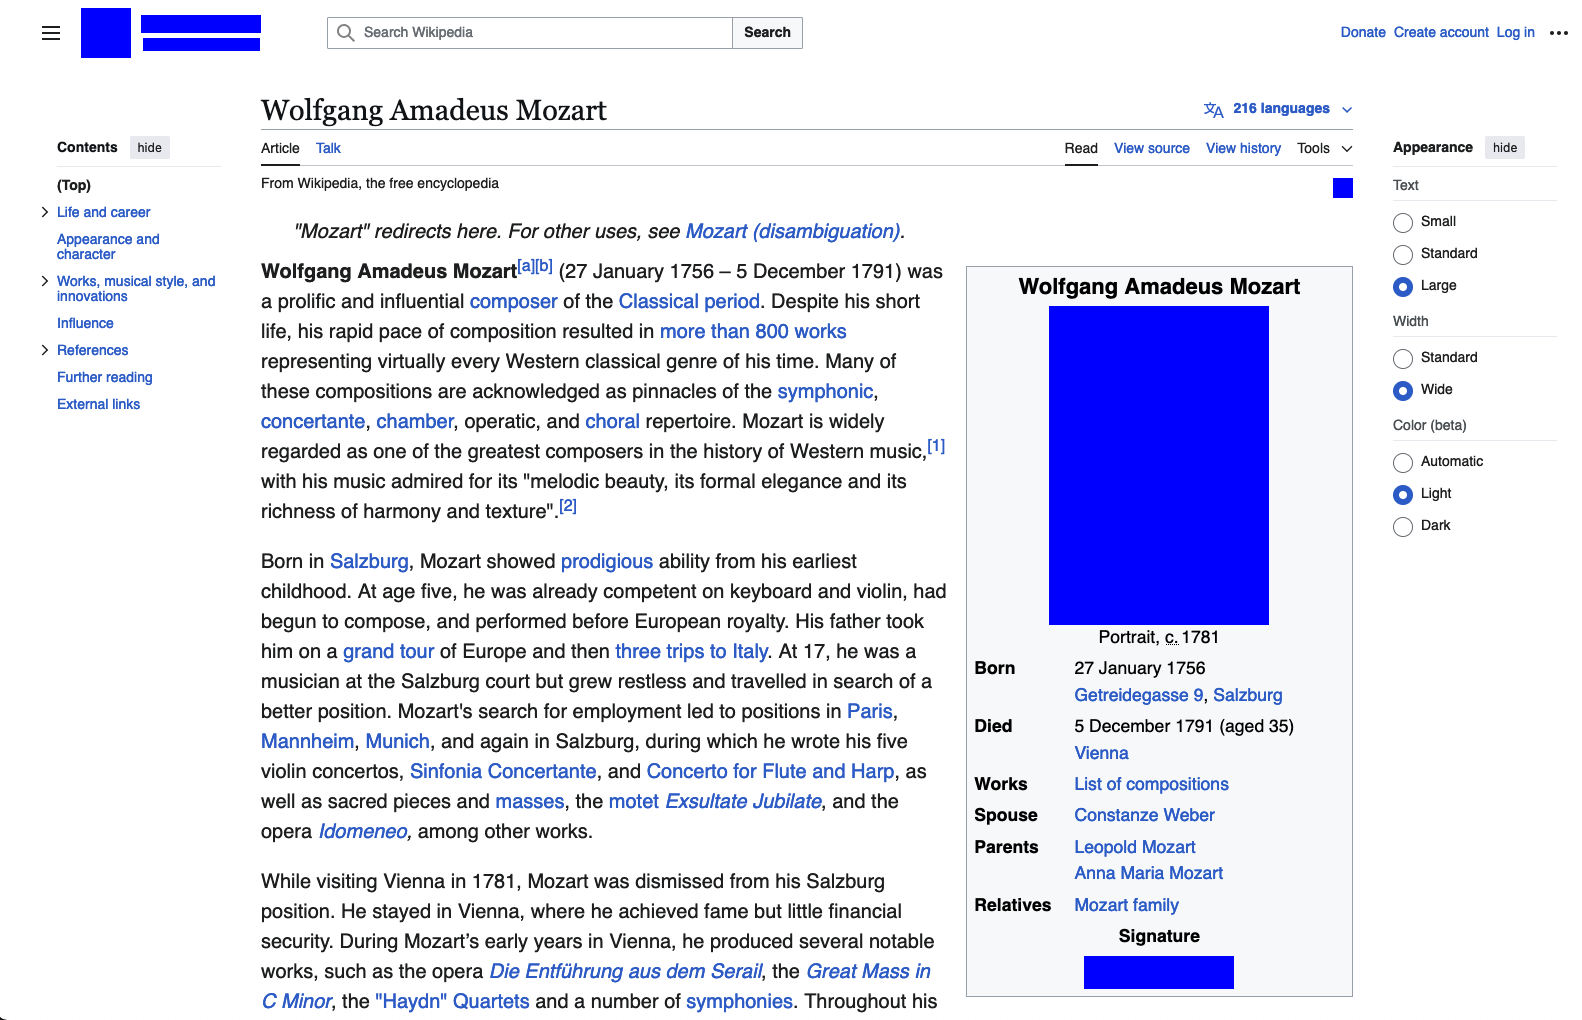 Search Wikipedia
Search
Donate Create account Log in
Contents hide
(Top)
Life and career
Appearance and
character
Works, musical style, and
innovations
Influence
References
Further reading
External links
Wolfgang Amadeus Mozart
216 languages
Article Talk
Read View source View history Tools
From Wikipedia, the free encyclopedia
"Mozart" redirects here. For other uses, see Mozart (disambiguation).
Wolfgang Amadeus Mozart[a][b] (27 January 1756 – 5 December 1791) was
a prolific and influential composer of the Classical period. Despite his short
life, his rapid pace of composition resulted in more than 800 works
representing virtually every Western classical genre of his time. Many of
these compositions are acknowledged as pinnacles of the symphonic,
concertante, chamber, operatic, and choral repertoire. Mozart is widely
regarded as one of the greatest composers in the history of Western music,[1]
with his music admired for its "melodic beauty, its formal elegance and its
richness of harmony and texture".[2]
Born in Salzburg, Mozart showed prodigious ability from his earliest
childhood. At age five, he was already competent on keyboard and violin, had
begun to compose, and performed before European royalty. His father took
him on a grand tour of Europe and then three trips to Italy. At 17, he was a
musician at the Salzburg court but grew restless and travelled in search of a
better position. Mozart's search for employment led to positions in Paris,
Mannheim, Munich, and again in Salzburg, during which he wrote his five
violin concertos, Sinfonia Concertante, and Concerto for Flute and Harp, as
well as sacred pieces and masses, the motet Exsultate Jubilate, and the
opera Idomeneo, among other works.
While visiting Vienna in 1781, Mozart was dismissed from his Salzburg
position. He stayed in Vienna, where he achieved fame but little financial
security. During Mozart’s early years in Vienna, he produced several notable
works, such as the opera Die Entführung aus dem Serail, the Great Mass in
C Minor, the "Haydn" Quartets and a number of symphonies. Throughout his
Wolfgang Amadeus Mozart
Portrait, c. 1781
Born 27 January 1756
Getreidegasse 9, Salzburg
Died 5 December 1791 (aged 35)
Vienna
Works List of compositions
Spouse Constanze Weber
Parents Leopold Mozart
Anna Maria Mozart
Relatives Mozart family
Signature
Appearance hide
Text
Small
Standard
Large
Width
Standard
Wide
Color (beta)
Automatic
Light
Dark